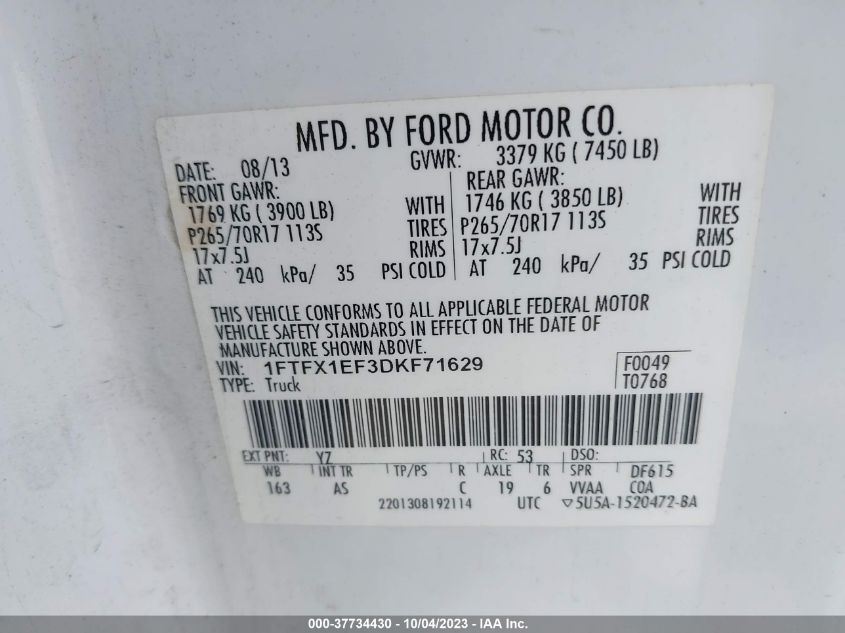 MFD. BY FORD MOTOR CO.
DATE: 08/13 GVWR: 3379 KG ( 7450 LB)
FRONT GAWR: REAR GAWR:
1769 KG ( 3900 LB) WITH 1746 KG ( 3850 LB) WITH
P265/70R17 113S TIRES P265/70R17 113S TIRES
17x7.5J RIMS 17x7.5J RIMS
AT 240 kPa/ 35 PSI COLD AT 240 kPa/ 35 PSI COLD
THIS VEHICLE CONFORMS TO ALL APPLICABLE FEDERAL MOTOR
VEHICLE SAFETY STANDARDS IN EFFECT ON THE DATE OF
MANUFACTURE SHOWN ABOVE.
VIN: 1FTFX1EF3DKF71629 F0049
TYPE: Truck T0768
EXT PNT: YZ RC: 53 DSO:
WB INT TR TP/PS R AXLE TR SPR DF615
163 AS C 19 6 VVAA COA
2201308192114 UTC ▽5U5A-1520472-BA
000-37734430 - 10/04/2023 - IAA Inc.